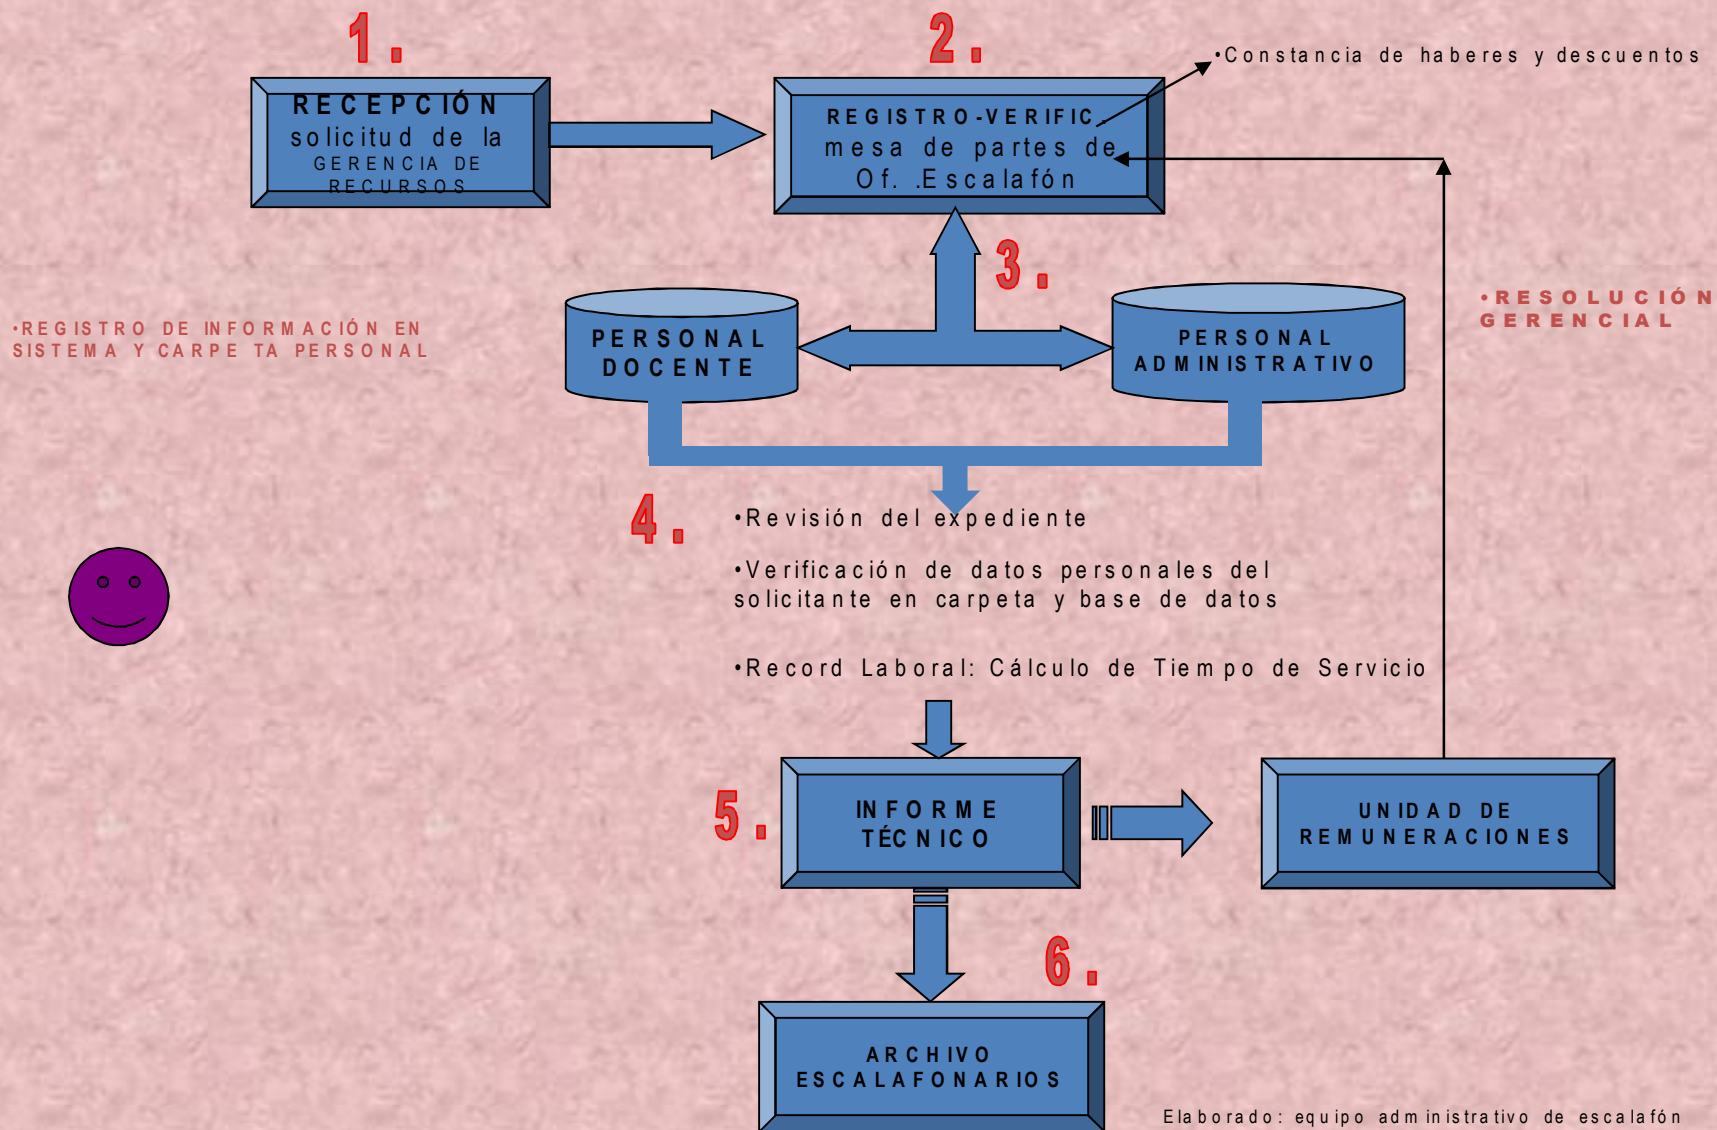 1.
2.
•Constancia de haberes y descuentos
RECEPCIÓN
solicitud de la
GERENCIA DE
RECURSOS
REGISTRO-VERIFIC.
mesa de partes de
Of. .Escalafón
3.
•REGISTRO DE INFORMACIÓN EN
SISTEMA Y CARPE TA PERSONAL
PERSONAL
DOCENTE
PERSONAL
ADMINISTRATIVO
•RESOLUCIÓN
GERENCIAL
4.
•Revisión del expediente
•Verificación de datos personales del
solicitante en carpeta y base de datos
•Record Laboral: Cálculo de Tiempo de Servicio
5.
INFORME
TÉCNICO
UNIDAD DE
REMUNERACIONES
6.
ARCHIVO
ESCALAFONARIOS
Elaborado: equipo administrativo de escalafón